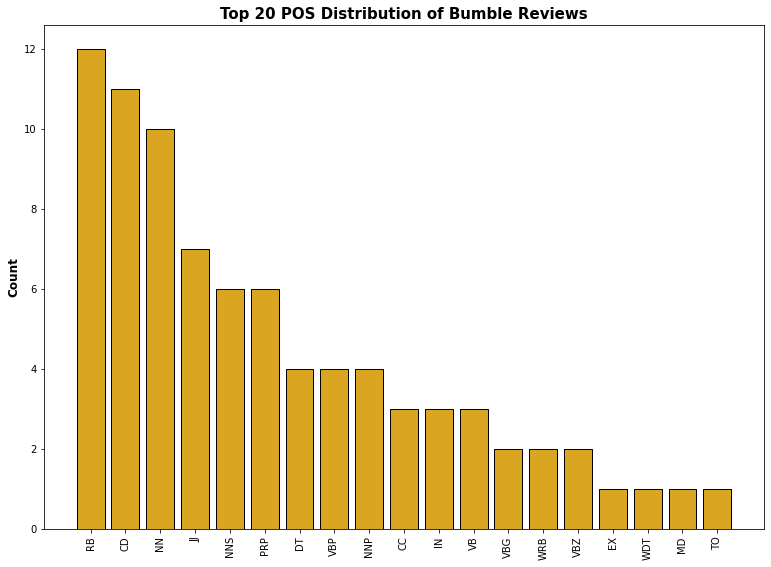 Top 20 POS Distribution of Bumble Reviews
12
10
8
6
4
2
0
Count
RB CD NN JJ NNS PRP DT VBP NNP CC IN VB VBG WRB VBZ EX WDT MD TO